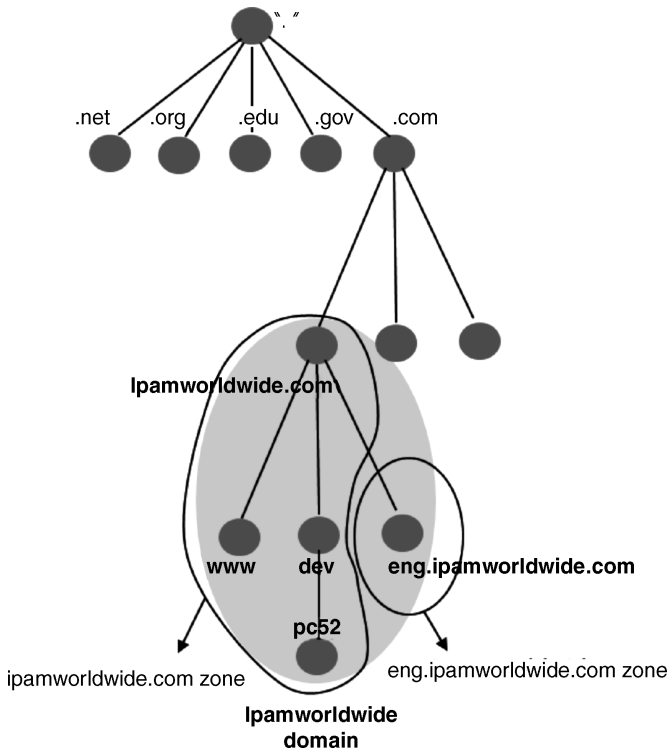 “.”
.net .org .edu .gov .com
Ipamworldwide.com
www dev eng.ipamworldwide.com
pc52
ipamworldwide.com zone
eng.ipamworldwide.com zone
Ipamworldwide
domain